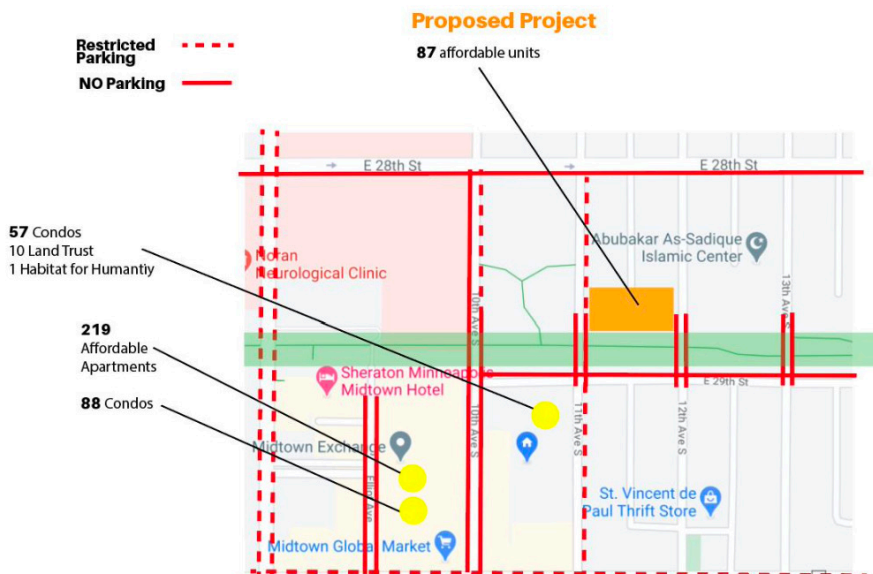 Proposed Project
87 affordable units
Restricted
Parking
NO Parking
E 28th St
E 28th St
57 Condos
10 Land Trust
1 Habitat for Humantiy
Noran
Neurological Clinic
Abubakar As-Sadique
Islamic Center
10th Ave S
13th Ave S
219
Affordable
Apartments
88 Condos
Sheraton Minneapolis
Midtown Hotel
E 29th St
10th Ave S
11th Ave S
12th Ave S
Midtown Exchange
Elliot Ave
St. Vincent de
Paul Thrift Store
Midtown Global Market